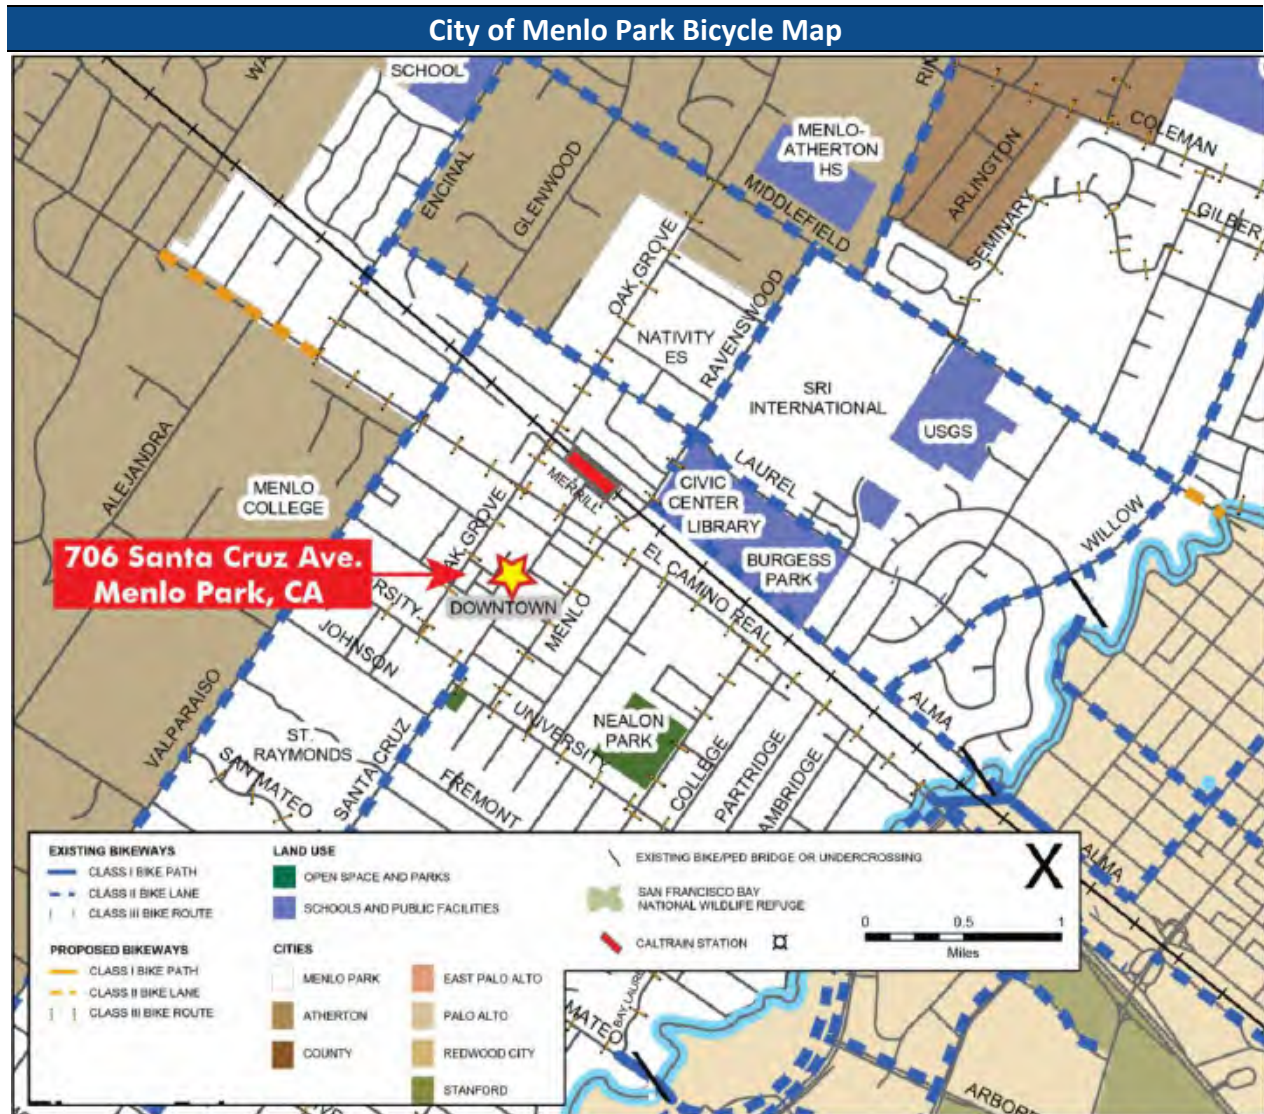 City of Menlo Park Bicycle Map
SCHOOL
COLEMAN
MENLO-
ATHERTON
HS
ARLINGTON
ENCINAL
GLENWOOD
MIDDLEFIELD
SEMINARY
GILBER
OAK GROVE
NATIVITY
ES
RAVENSWOOD
SRI
INTERNATIONAL
USGS
ALEJANDRA
MENLO
COLLEGE
MERRILL
CIVIC
CENTER
LIBRARY
LAUREL
WILLOW
BURGESS
PARK
706 Santa Cruz Ave.
Menlo Park, CA
AK GROVE
DOWNTOWN
MENLO
EL CAMINO REAL
RSITY
JOHNSON
VALPARAISO
ST.
RAYMONDS
SAN MATEO
SANTA CRUZ
UNIVERSITY
NEALON
PARK
FREMONT
COLLEGE
PARTRIDGE
AMBRIDGE
ALMA
ALMA
EXISTING BIKEWAYS
CLASS I BIKE PATH
CLASS II BIKE LANE
CLASS III BIKE ROUTE
PROPOSED BIKEWAYS
CLASS I BIKE PATH
CLASS II BIKE LANE
CLASS III BIKE ROUTE
LAND USE
OPEN SPACE AND PARKS
SCHOOLS AND PUBLIC FACILITIES
CITIES
MENLO PARK
ATHERTON
COUNTY
EAST PALO ALTO
PALO ALTO
REDWOOD CITY
STANFORD
EXISTING BIKE/PED BRIDGE OR UNDERCROSSING
SAN FRANCISCO BAY
NATIONAL WILDLIFE REFUGE
CALTRAIN STATION
X
0 0.5 1
Miles
MATEO
BAY LAURE
ARBOR